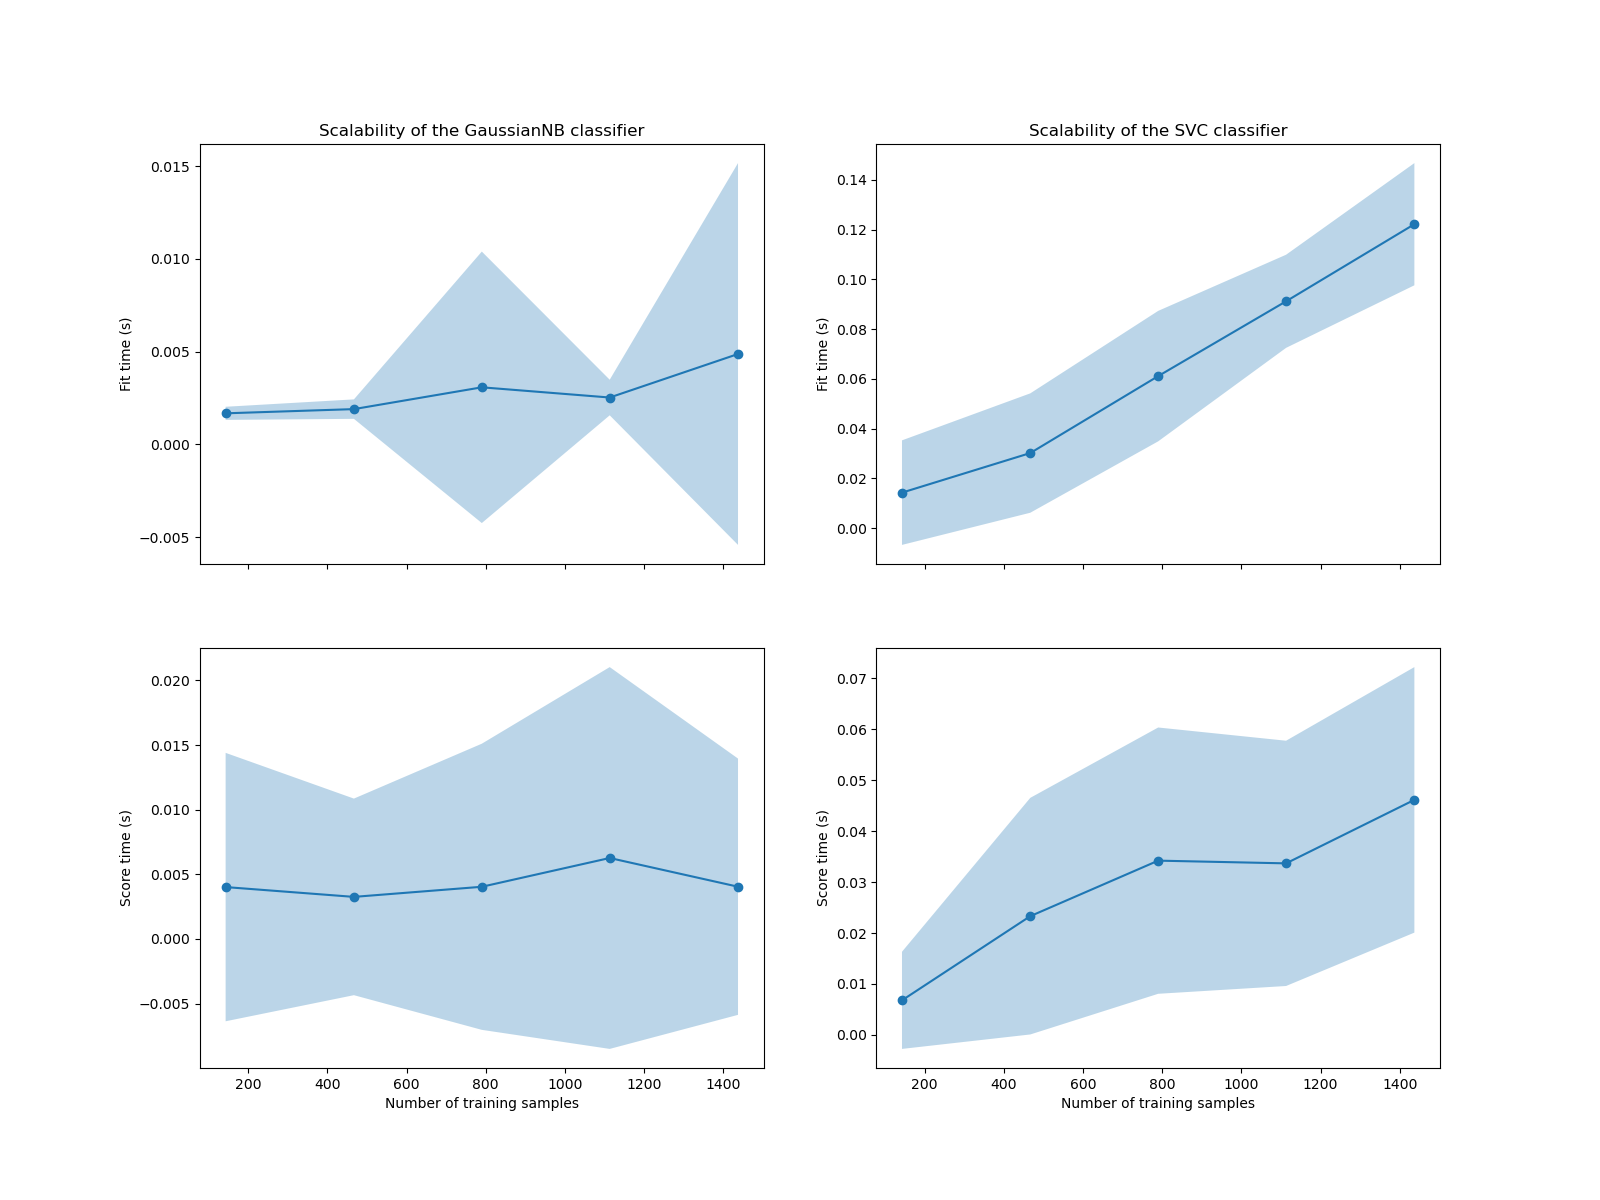 Scalability of the GaussianNB classifier
Fit time (s)
0.015
0.010
0.005
0.000
−0.005
Scalability of the SVC classifier
Fit time (s)
0.14
0.12
0.10
0.08
0.06
0.04
0.02
0.00
Score time (s)
0.020
0.015
0.010
0.005
0.000
−0.005
200 400 600 800 1000 1200 1400
Number of training samples
Score time (s)
0.07
0.06
0.05
0.04
0.03
0.02
0.01
0.00
200 400 600 800 1000 1200 1400
Number of training samples